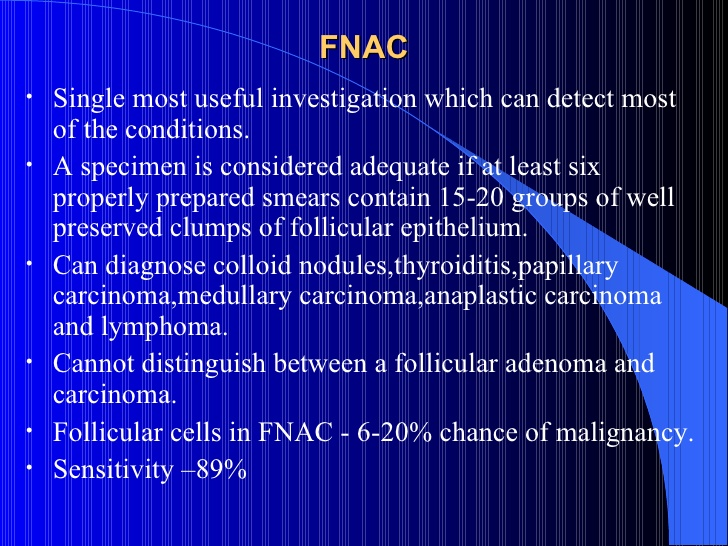 FNAC
• Single most useful investigation which can detect most
of the conditions.
• A specimen is considered adequate if at least six
properly prepared smears contain 15-20 groups of well
preserved clumps of follicular epithelium.
• Can diagnose colloid nodules,thyroiditis,papillary
carcinoma,medullary carcinoma,anaplastic carcinoma
and lymphoma.
• Cannot distinguish between a follicular adenoma and
carcinoma.
• Follicular cells in FNAC - 6-20% chance of malignancy.
• Sensitivity –89%